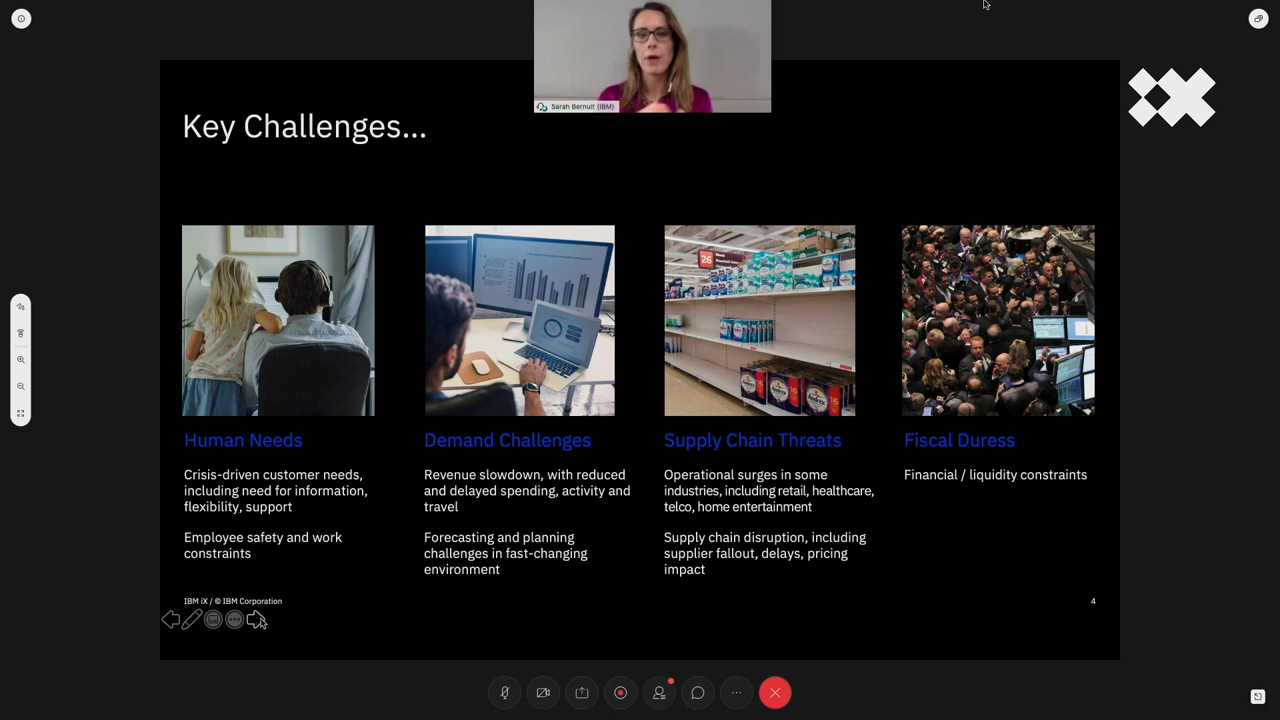 Sarah Bernuit (IBM)
Key Challenges...
26
Human Needs
Crisis-driven customer needs,
including need for information,
flexibility, support
Employee safety and work
constraints
Demand Challenges
Revenue slowdown, with reduced
and delayed spending, activity and
travel
Forecasting and planning
challenges in fast-changing
environment
Supply Chain Threats
Operational surges in some
industries, including retail, healthcare,
telco, home entertainment
Supply chain disruption, including
supplier fallout, delays, pricing
impact
Fiscal Duress
Financial / liquidity constraints
IBM iX / © IBM Corporation
4